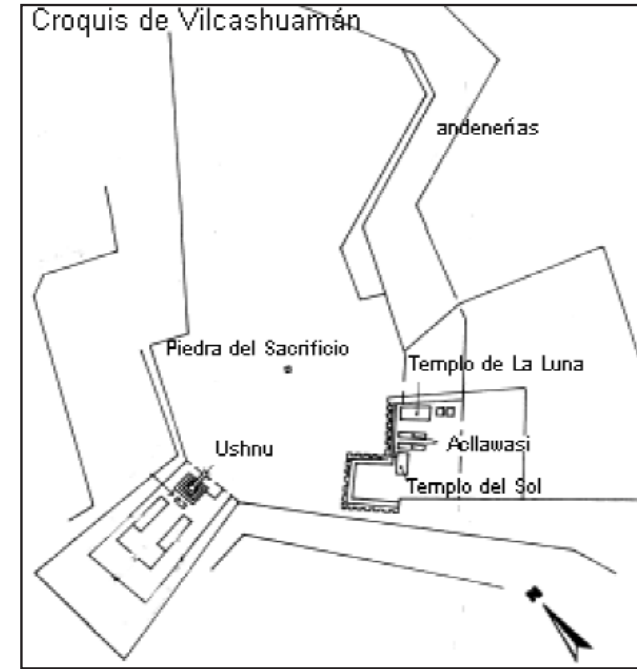 Croquis de Vilcashuamán
andenerías
Piedra del Sacrificio
Templo de La Luna
Ushnu
Acllawasi
Templo del Sol